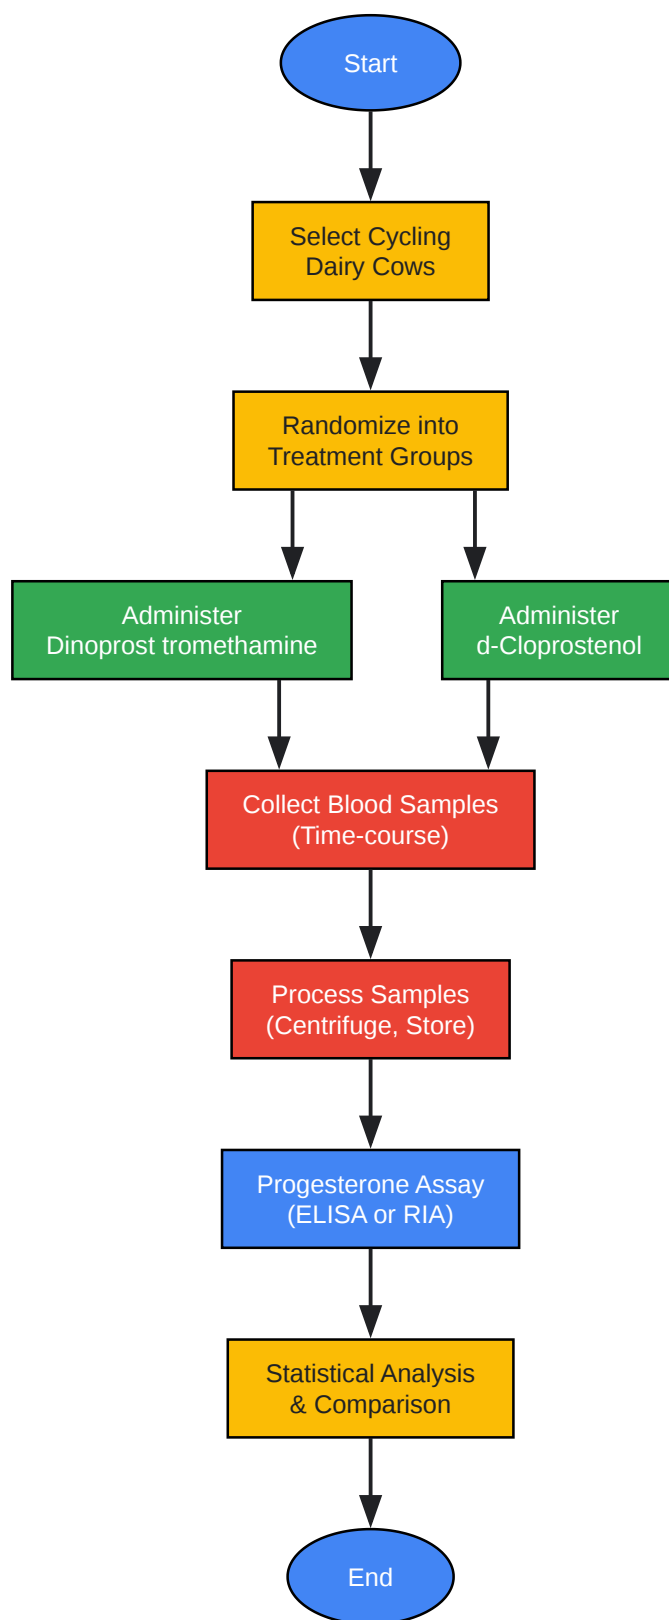 Start
Select Cycling
Dairy Cows
Randomize into
Treatment Groups
Administer
Dinoprost tromethamine
Administer
d-Cloprostenol
Collect Blood Samples
(Time-course)
Process Samples
(Centrifuge, Store)
Progesterone Assay
(ELISA or RIA)
Statistical Analysis
& Comparison
End